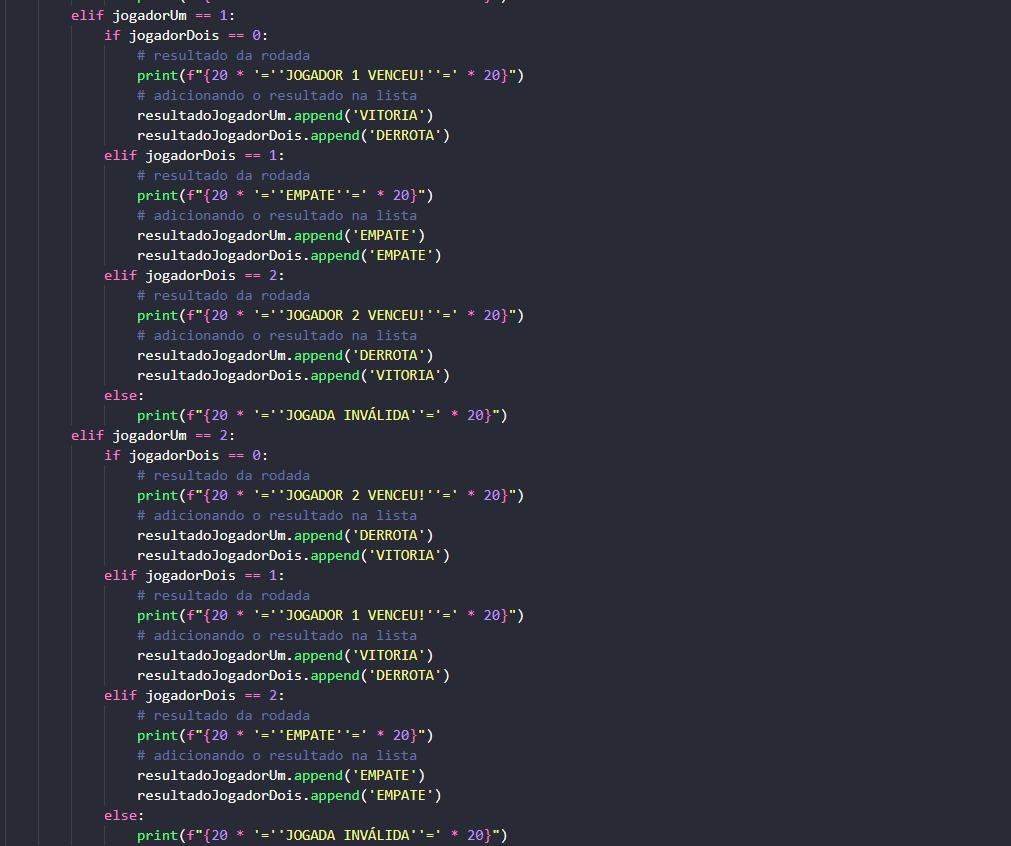 elif jogadorUm == 1:
if jogadorDois == 0:
# resultado da rodada
print(f"{20 * '=''JOGADOR 1 VENCEU!''=' * 20}")
# adicionando o resultado na lista
resultadoJogadorUm.append('VITORIA')
resultadoJogadorDois.append('DERROTA')
elif jogadorDois == 1:
# resultado da rodada
print(f"{20 * '=''EMPATE''=' * 20}")
# adicionando o resultado na lista
resultadoJogadorUm.append('EMPATE')
resultadoJogadorDois.append('EMPATE')
elif jogadorDois == 2:
# resultado da rodada
print(f"{20 * '=''JOGADOR 2 VENCEU!''=' * 20}")
# adicionando o resultado na lista
resultadoJogadorUm.append('DERROTA')
resultadoJogadorDois.append('VITORIA')
else:
print(f"{20 * '=''JOGADA INVÁLIDA''=' * 20}")
elif jogadorUm == 2:
if jogadorDois == 0:
# resultado da rodada
print(f"{20 * '=''JOGADOR 2 VENCEU!''=' * 20}")
# adicionando o resultado na lista
resultadoJogadorUm.append('DERROTA')
resultadoJogadorDois.append('VITORIA')
elif jogadorDois == 1:
# resultado da rodada
print(f"{20 * '=''JOGADOR 1 VENCEU!''=' * 20}")
# adicionando o resultado na lista
resultadoJogadorUm.append('VITORIA')
resultadoJogadorDois.append('DERROTA')
elif jogadorDois == 2:
# resultado da rodada
print(f"{20 * '=''EMPATE''=' * 20}")
# adicionando o resultado na lista
resultadoJogadorUm.append('EMPATE')
resultadoJogadorDois.append('EMPATE')
else:
print(f"{20 * '=''JOGADA INVÁLIDA''=' * 20}")